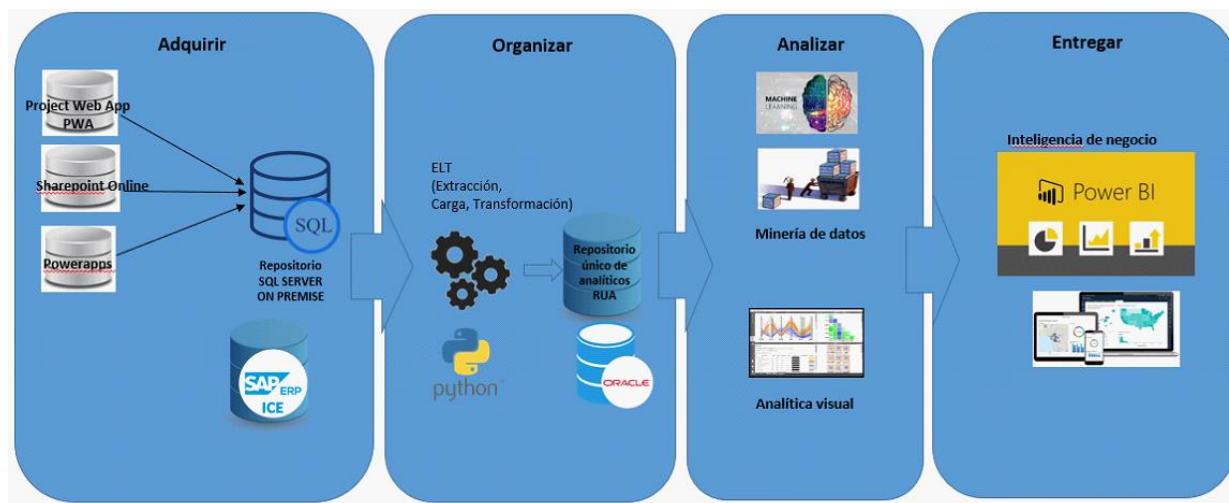 Adquirir
Project Web App
PWA
Sharepoint Online
Powerapps
SQL
Repositorio
SQL SERVER
ON PREMISE
SAP ERP
ICE
Organizar
ELT
(Extracción,
Carga, Transformación)
Repositorio
único de
analíticos
RUA
python™
ORACLE
Analizar
MACHINE
LEARNING
Minería de datos
Analítica visual
Entregar
Inteligencia de negocio
Power BI